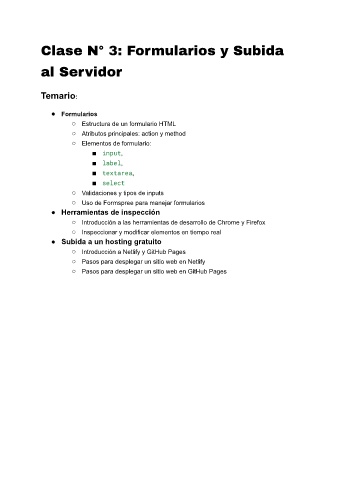 Clase N° 3: Formularios y Subida
al Servidor
Temario:
● Formularios
○ Estructura de un formulario HTML
○ Atributos principales: action y method
○ Elementos de formulario:
■ input,
■ label,
■ textarea,
■ select
○ Validaciones y tipos de inputs
○ Uso de Formspree para manejar formularios
● Herramientas de inspección
○ Introducción a las herramientas de desarrollo de Chrome y Firefox
○ Inspeccionar y modificar elementos en tiempo real
● Subida a un hosting gratuito
○ Introducción a Netlify y GitHub Pages
○ Pasos para desplegar un sitio web en Netlify
○ Pasos para desplegar un sitio web en GitHub Pages